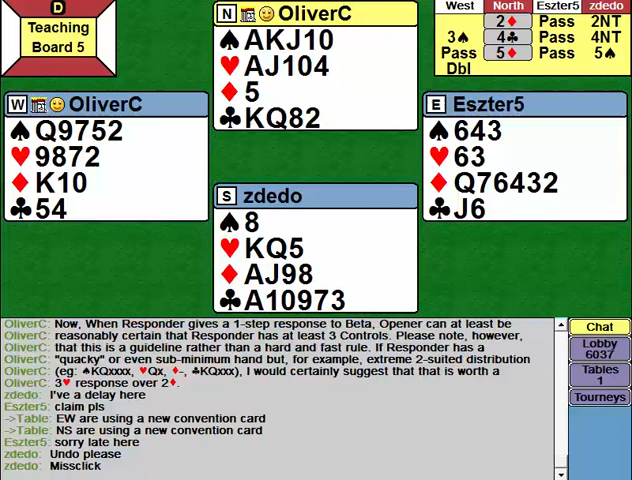 D
Teaching
Board 5
N OliverC
♠AKJ10
♥AJ104
♦5
♣KQ82
West North Eszter5 zdedo
2♦ Pass 2NT
3♠ 4♣ Pass 4NT
Pass 5♦ Pass 5♠
Dbl
W OliverC
♠Q9752
♥9872
♦K10
♣54
E Eszter5
♠643
♥63
♦Q76432
♣J6
S zdedo
♠8
♥KQ5
♦AJ98
♣A10973
OliverC: Now, When Responder gives a 1-step response to Beta, Opener can at least be
OliverC: reasonably certain that Responder has at least 3 Controls. Please note, however,
OliverC: that this is a guideline rather than a hard and fast rule. If Responder has a
OliverC: "quacky" or even sub-minimum hand but, for example, extreme 2-suited distribution
OliverC: (eg: ♠KQxxxx, ♥Qx, ♦-, ♣KQxxx), I would certainly suggest that that is worth a
OliverC: 3♥ response over 2♦.
zdedo: I've a delay here
Eszter5: claim pls
->Table: EW are using a new convention card
->Table: NS are using a new convention card
Eszter5: sorry late here
zdedo: Undo please
zdedo: Missclick
Chat
Lobby
6037
Tables
1
Tourneys